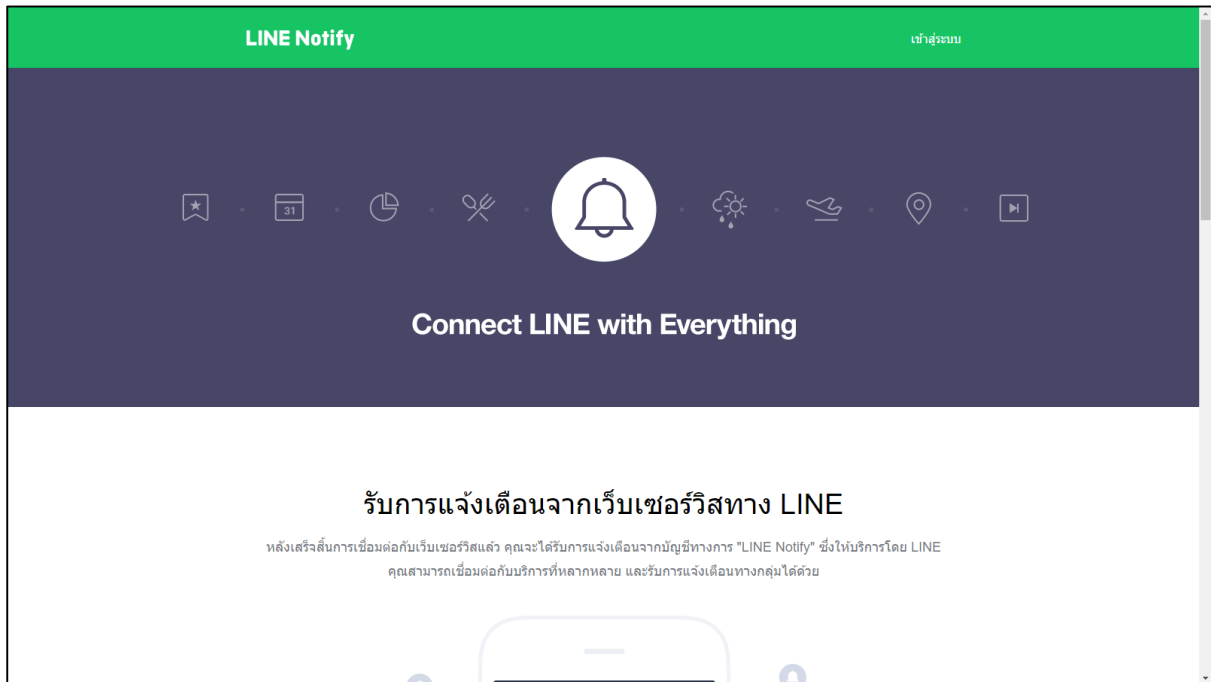 LINE Notify
เข้าสู่ระบบ
31
Connect LINE with Everything
รับการแจ้งเตือนจากเว็บเซอร์วิสทาง LINE
หลังเสร็จสิ้นการเชื่อมต่อกับเว็บเซอร์วิสแล้ว คุณจะได้รับการแจ้งเตือนจากบัญชีทางการ "LINE Notify" ซึ่งให้บริการโดย LINE
คุณสามารถเชื่อมต่อกับบริการที่หลากหลาย และรับการแจ้งเตือนทางกลุ่มได้ด้วย